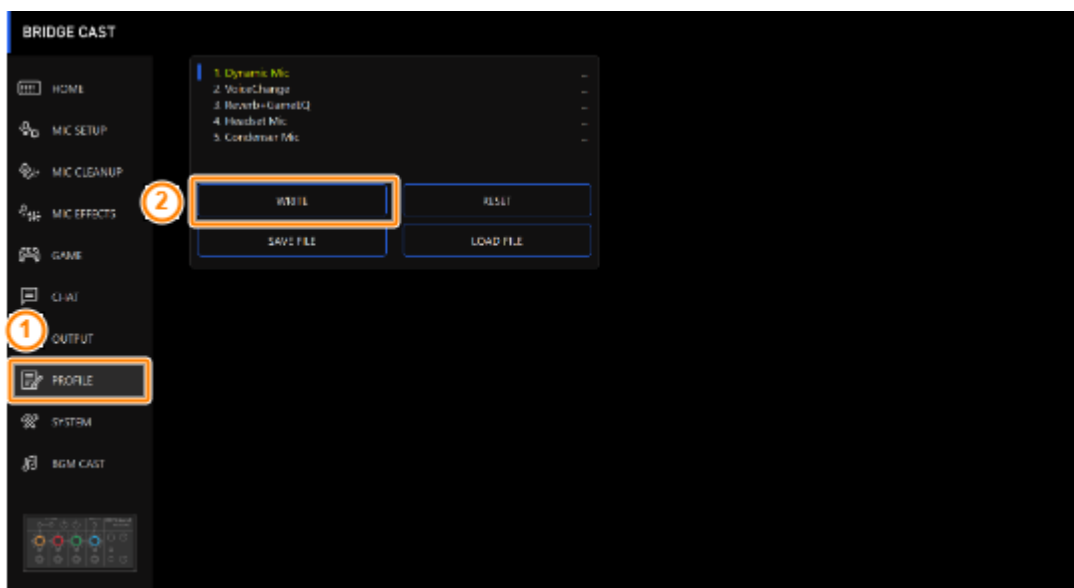 BRIDGE CAST
HOME
MIC SETUP
MIC CLEANUP
MIC EFFECTS
GAME
CHAT
OUTPUT
PROFILE
SYSTEM
BGM CAST
1
2
1. Dynamic Mic
2. VoiceChange
3. Reverb+GameEQ
4. Headset Mic
5. Condenser Mic
WRITE
RESET
SAVE FILE
LOAD FILE